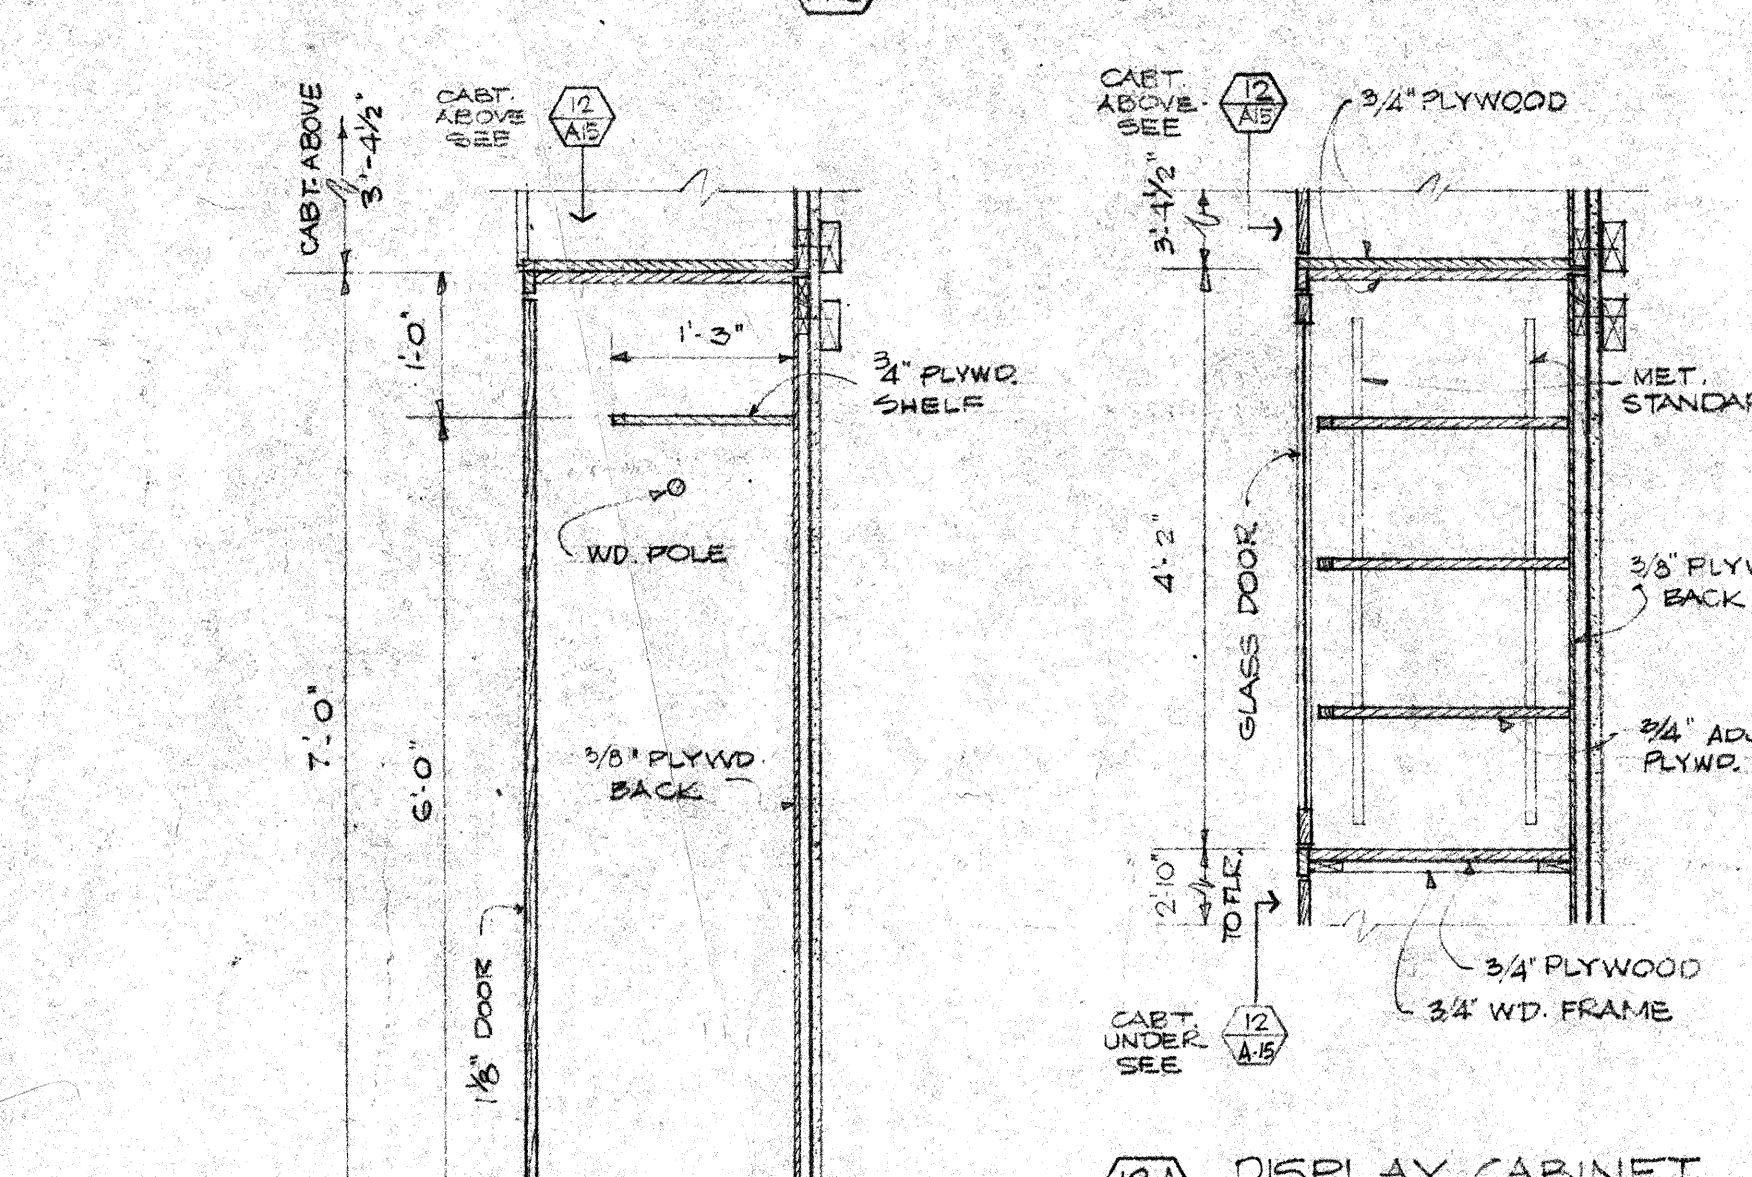 CABT. ABOVE
3'-4½"
CABT.
ABOVE
SEE
12
A15
1'-0"
1'-3"
3/4" PLYWD.
SHELF
WD. POLE
7'-0"
6'-0"
3/8" PLYWD.
BACK
1⅛" DOOR
CABT.
ABOVE
SEE
12
A15
3/4" PLYWOOD
3'-4½"
MET.
4'-2"
GLASS DOOR
3/8"
BACK
3/4"
PLYWD.
2'-10"
TO FLR.
3/4" PLYWOOD
3/4" WD. FRAME
CABT.
UNDER
SEE
12
A-15
DISPLAY CABINET